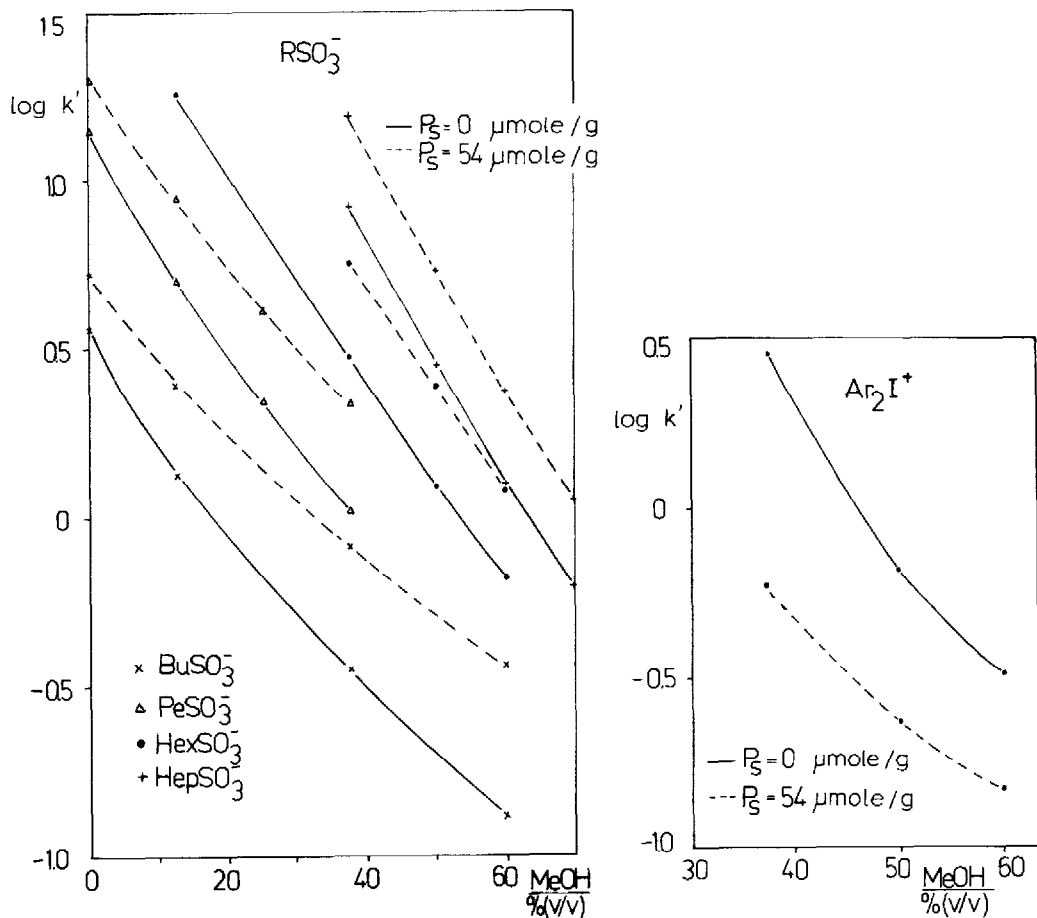 15
RSO₃⁻
log k'
— Pₛ=0 µmole/g
--- Pₛ=54 µmole/g
1.0
0.5
0
-0.5
-1.0
× BuSO₃⁻
△ PeSO₃⁻
• HexSO₃⁻
+ HepSO₃⁻
0 20 40 60 MeOH
%(v/v)
0.5
Ar₂I⁺
log k'
0
-0.5
— Pₛ=0 µmole/g
--- Pₛ=54 µmole/g
-1.0
30 40 50 60 MeOH
%(v/v)